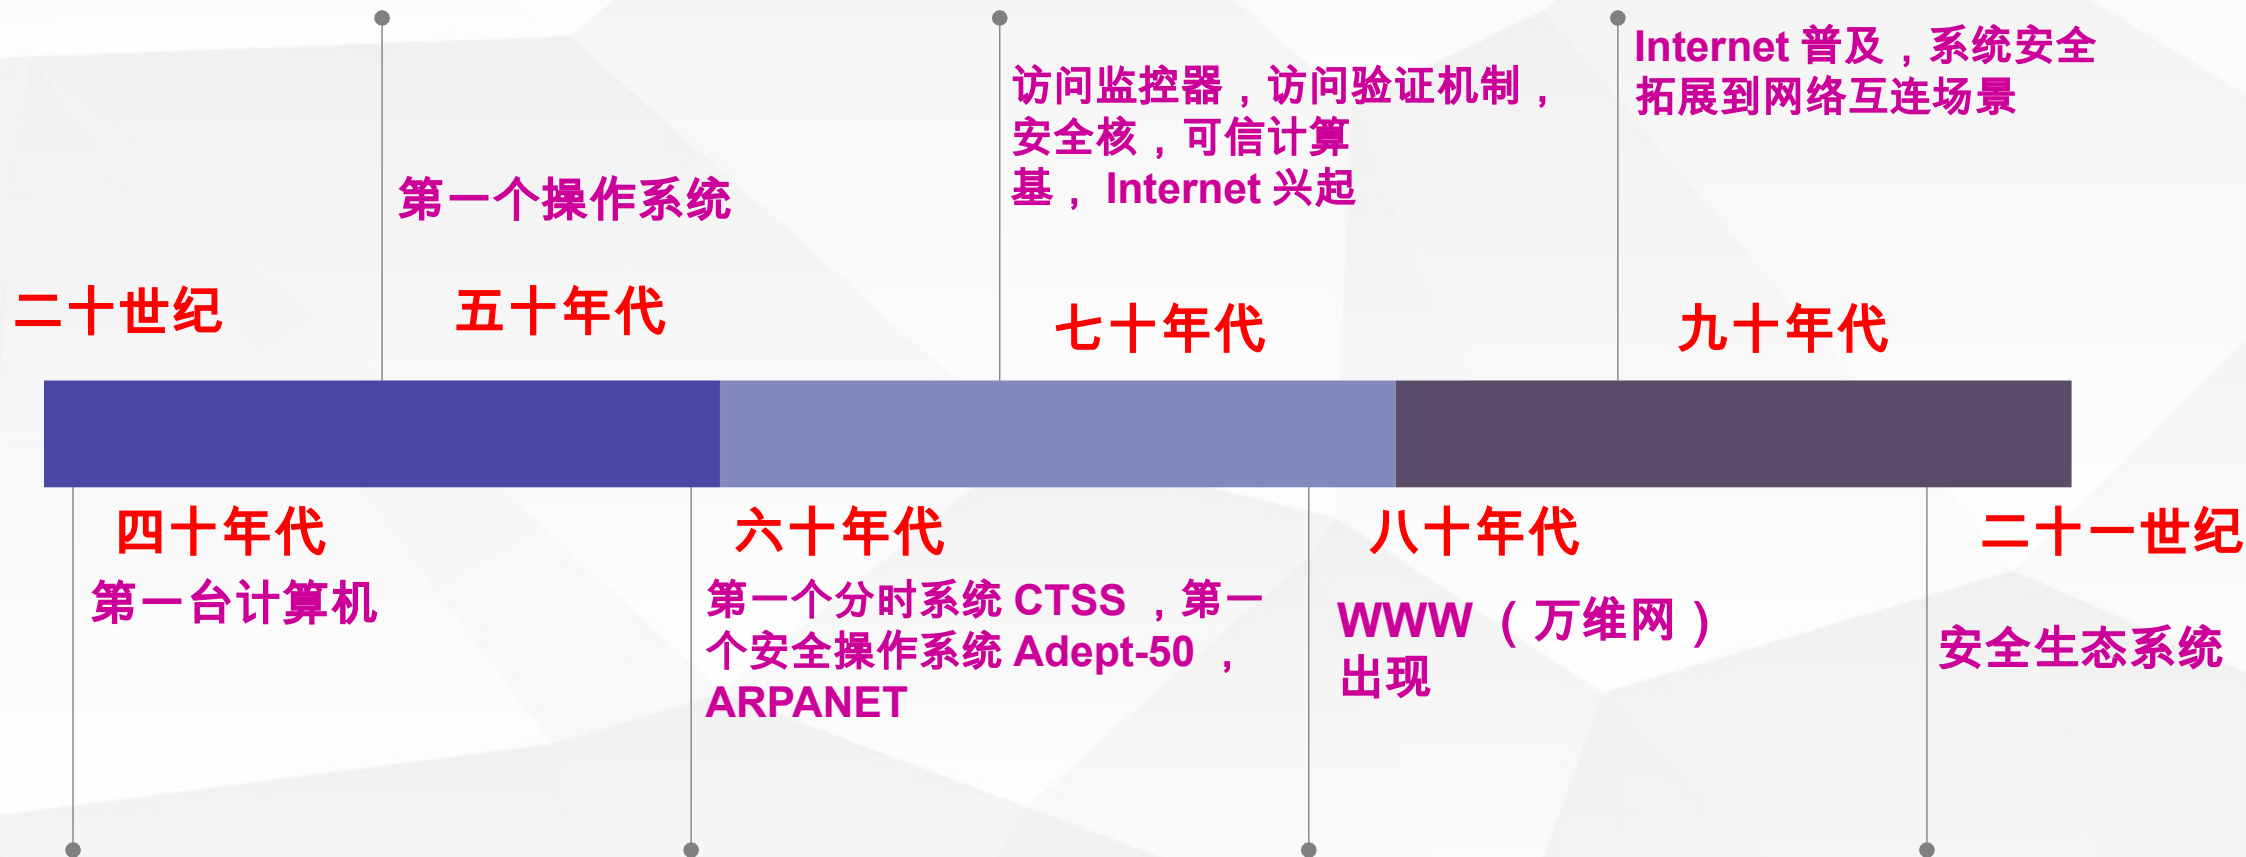 二十世纪
四十年代
第一台计算机
第一个操作系统
五十年代
六十年代
第一个分时系统 CTSS ，第一
个安全操作系统 Adept-50 ，
ARPANET
访问监控器，访问验证机制，
安全核，可信计算
基， Internet 兴起
七十年代
八十年代
WWW（ 万维网 ）
出现
Internet 普及，系统安全
拓展到网络互连场景
九十年代
二十一世纪
安全生态系统